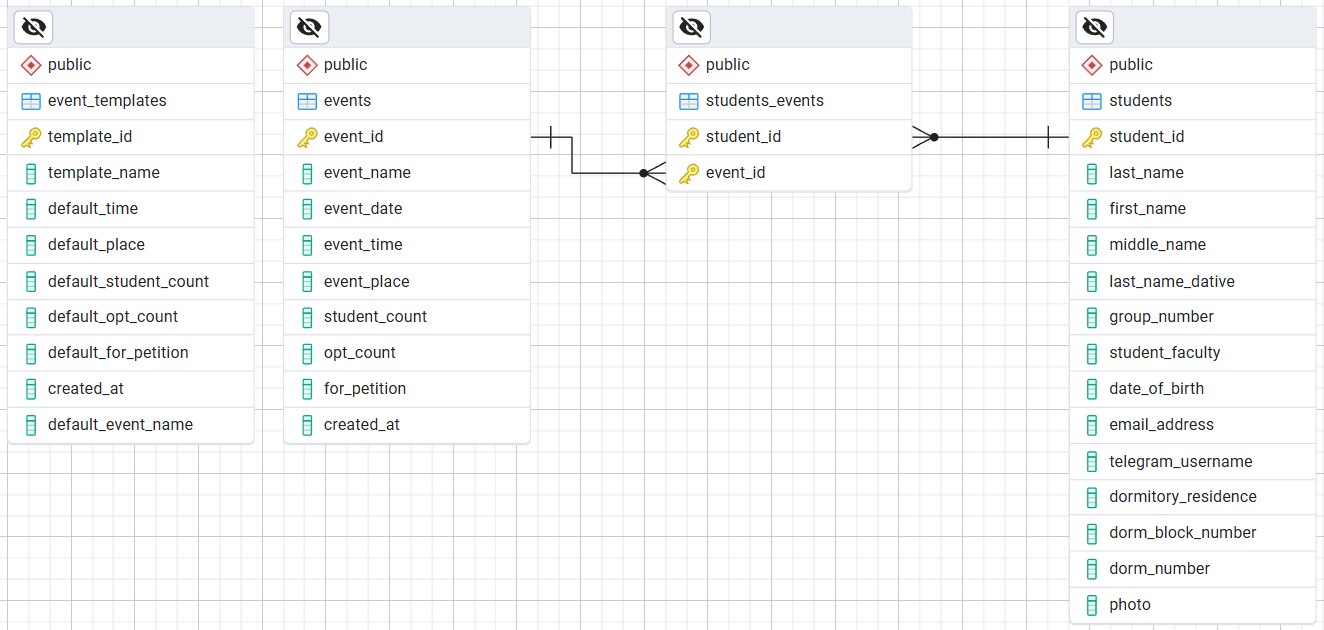 public
event_templates
template_id
template_name
default_time
default_place
default_student_count
default_opt_count
default_for_petition
created_at
default_event_name
public
events
event_id
event_name
event_date
event_time
event_place
student_count
opt_count
for_petition
created_at
public
students_events
student_id
event_id
public
students
student_id
last_name
first_name
middle_name
last_name_dative
group_number
student_faculty
date_of_birth
email_address
telegram_username
dormitory_residence
dorm_block_number
dorm_number
photo